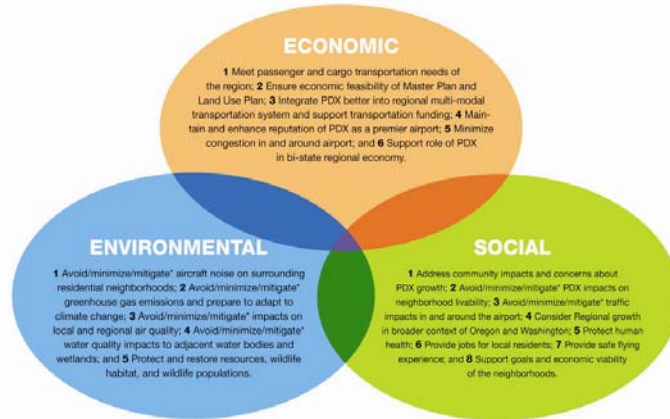 ECONOMIC
1 Meet passenger and cargo transportation needs of
the region; 2 Ensure economic feasibility of Master Plan and
Land Use Plan; 3 Integrate PDX better into regional multi-modal
transportation system and support transportation funding; 4 Main-
tain and enhance reputation of PDX as a premier airport; 5 Minimize
congestion in and around airport; and 6 Support role of PDX
in bi-state regional economy.
ENVIRONMENTAL
1 Avoid/minimize/mitigate* aircraft noise on surrounding
residential neighborhoods; 2 Avoid/minimize/mitigate*
greenhouse gas emissions and prepare to adapt to
climate change; 3 Avoid/minimize/mitigate* impacts on
local and regional air quality; 4 Avoid/minimize/mitigate*
water quality impacts to adjacent water bodies and
wetlands; and 5 Protect and restore resources, wildlife
habitat, and wildlife populations.
SOCIAL
1 Address community impacts and concerns about
PDX growth; 2 Avoid/minimize/mitigate* PDX impacts on
neighborhood livability; 3 Avoid/minimize/mitigate* traffic
impacts in and around the airport; 4 Consider Regional growth
in broader context of Oregon and Washington; 5 Protect human
health; 6 Provide jobs for local residents; 7 Provide safe flying
experience; and 8 Support goals and economic viability
of the neighborhoods.